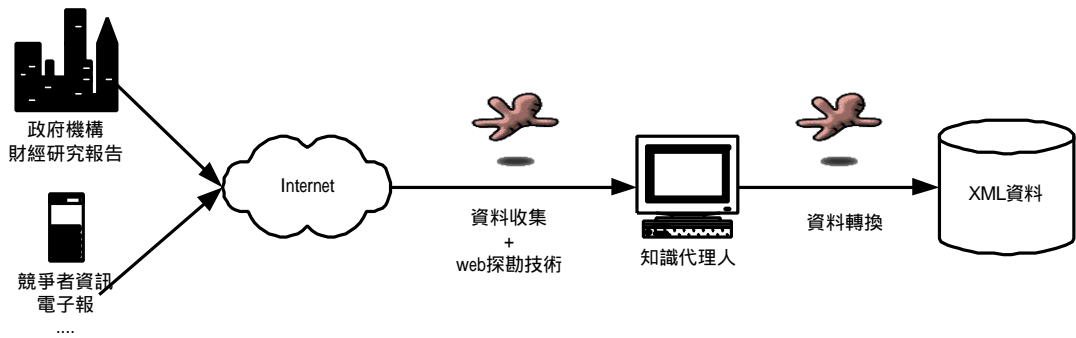 政府機構
財經研究報告
競爭者資訊
電子報
....
Internet
資料收集
+
web探勘技術
知識代理人
資料轉換
XML資料